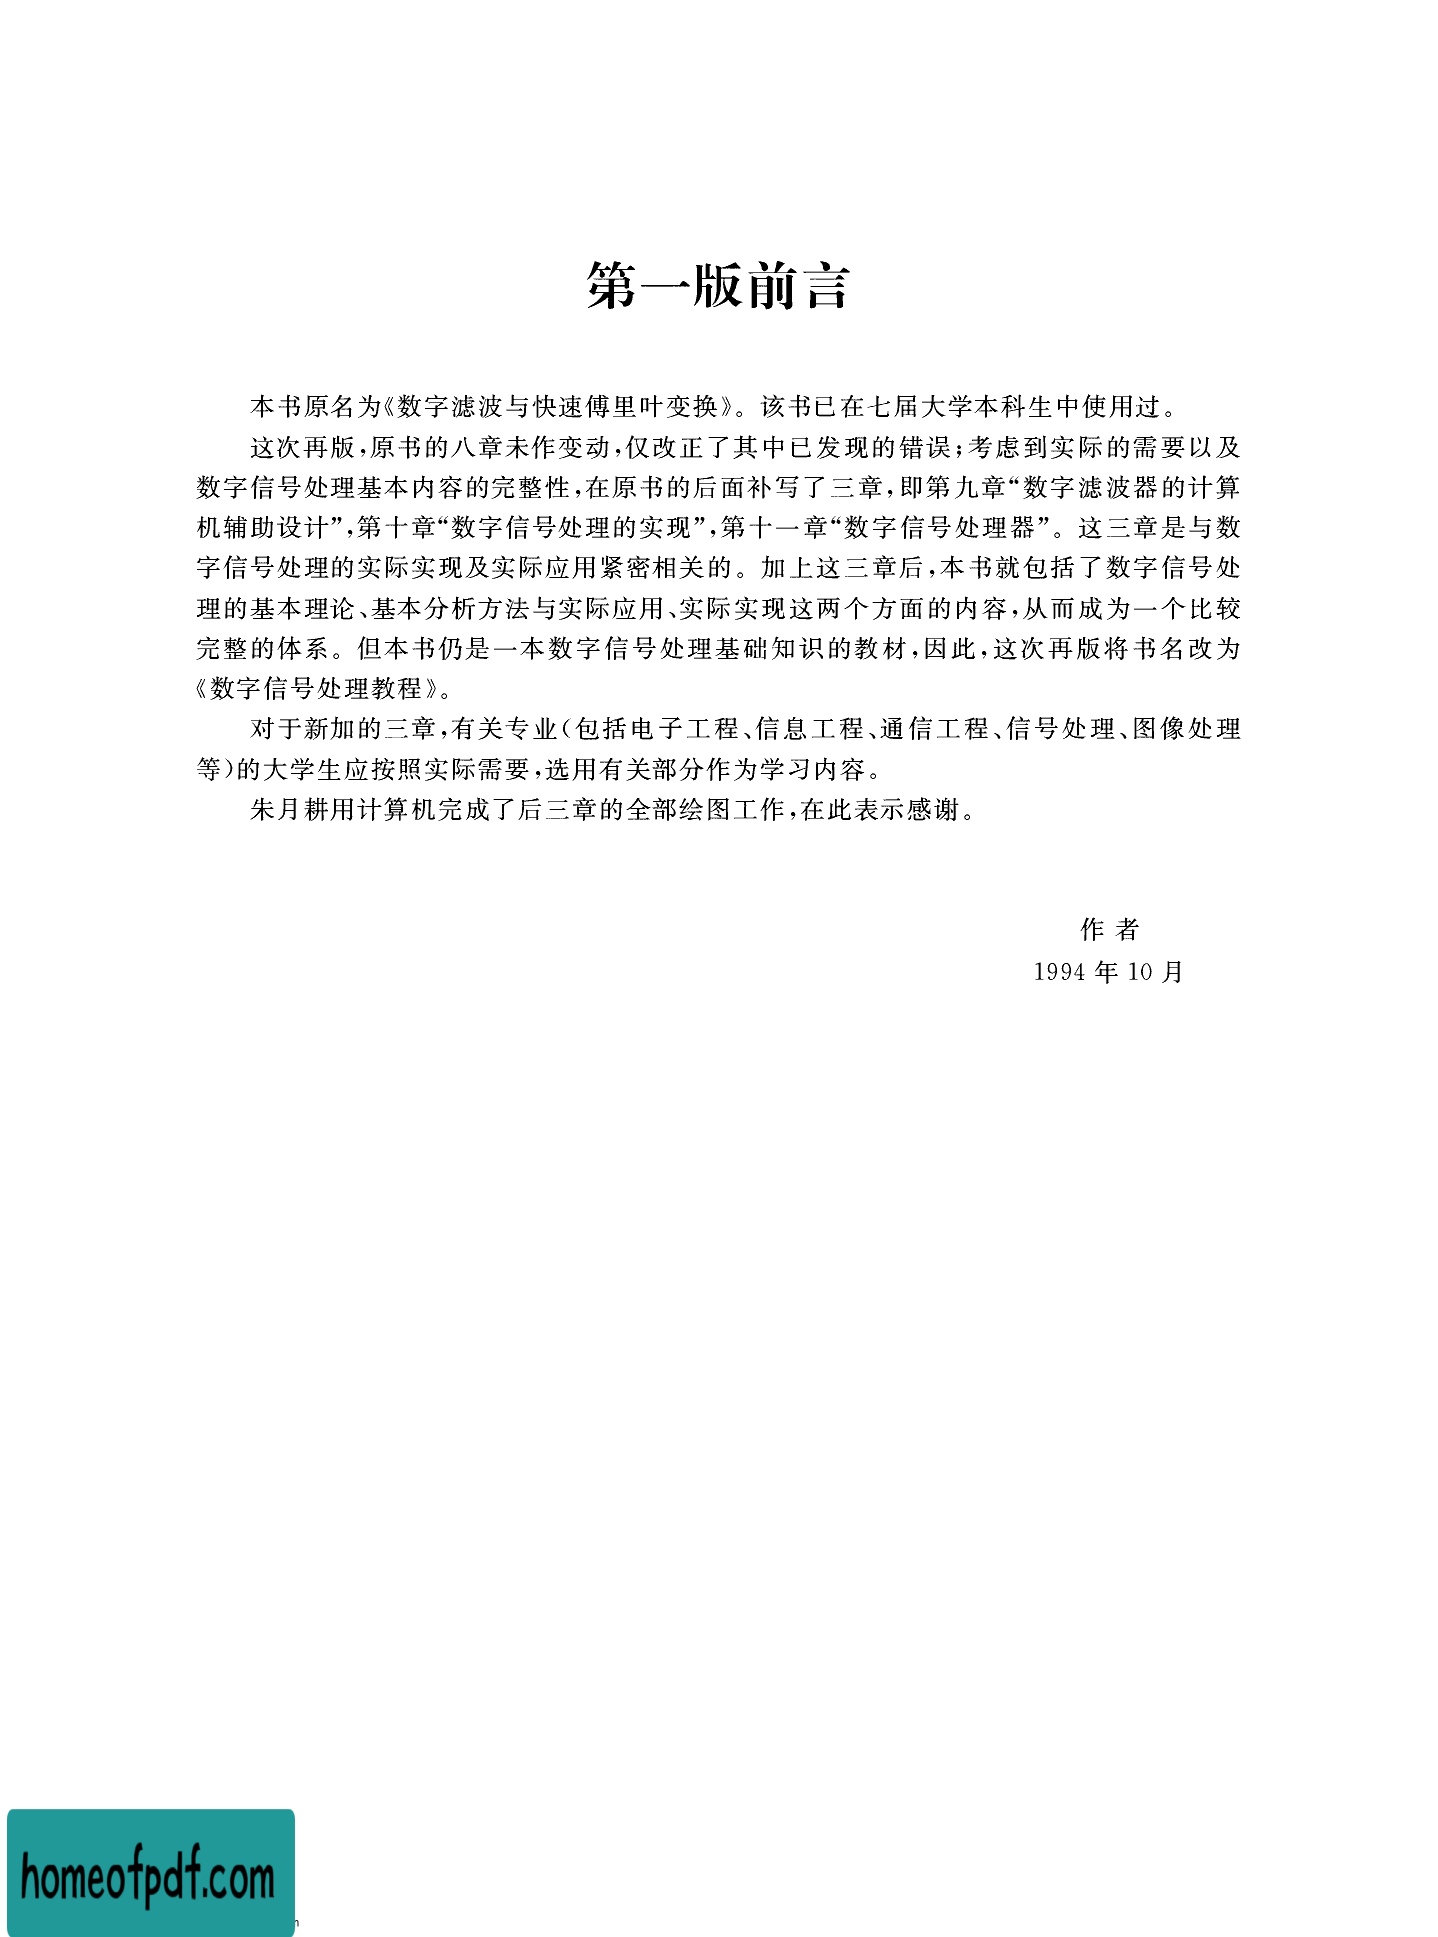 第一版前言
本书原名为《数字滤波与快速傅里叶变换》。该书已在七届大学本科生中使用过。
这次再版,原书的八章未作变动,仅改正了其中已发现的错误;考虑到实际的需要以及
数字信号处理基本内容的完整性,在原书的后面补写了三章,即第九章“数字滤波器的计算
机辅助设计”,第十章“数字信号处理的实现”,第十一章“数字信号处理器”。这三章是与数
字信号处理的实际实现及实际应用紧密相关的。加上这三章后,本书就包括了数字信号处
理的基本理论、基本分析方法与实际应用、实际实现这两个方面的内容,从而成为一个比较
完整的体系。但本书仍是一本数字信号处理基础知识的教材,因此,这次再版将书名改为
《数字信号处理教程》。
对于新加的三章,有关专业(包括电子工程、信息工程、通信工程、信号处理、图像处理
等)的大学生应按照实际需要,选用有关部分作为学习内容。
朱月耕用计算机完成了后三章的全部绘图工作,在此表示感谢。
作 者
1994 年 10 月
homeofpdf.com